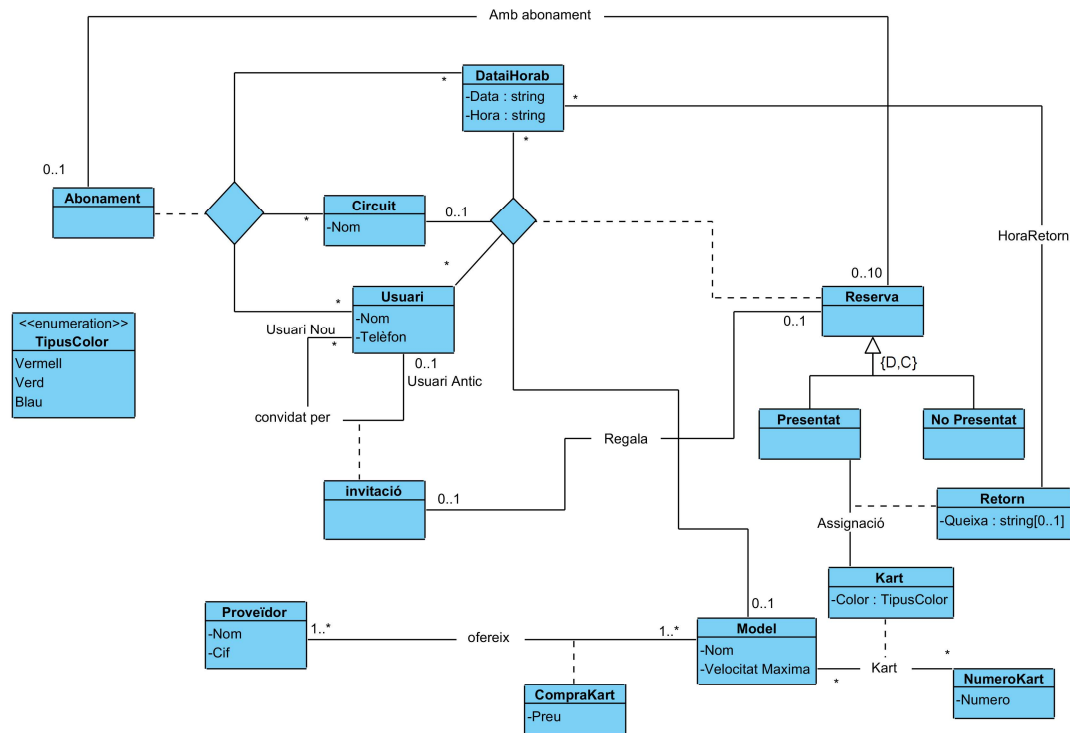 Amb abonament
DataiHorab
-Data : string
-Hora : string
*
*
*
0..1
Abonament
Circuit
-Nom
*
0..1
HoraRetorn
*
0..10
Reserva
0..1
<<enumeration>>
TipusColor
Vermell
Verd
Blau
Usuari
-Nom
-Telèfon
*
Usuari Nou
*
0..1
Usuari Antic
{D,C}
convidat per
Presentat
No Presentat
Regala
invitació
0..1
Retorn
-Queixa : string[0..1]
Assignació
Kart
-Color : TipusColor
Proveïdor
-Nom
-Cif
1..*
ofereix
1..*
0..1
Model
-Nom
-Velocitat Maxima
*
Kart
*
NumeroKart
-Numero
CompraKart
-Preu